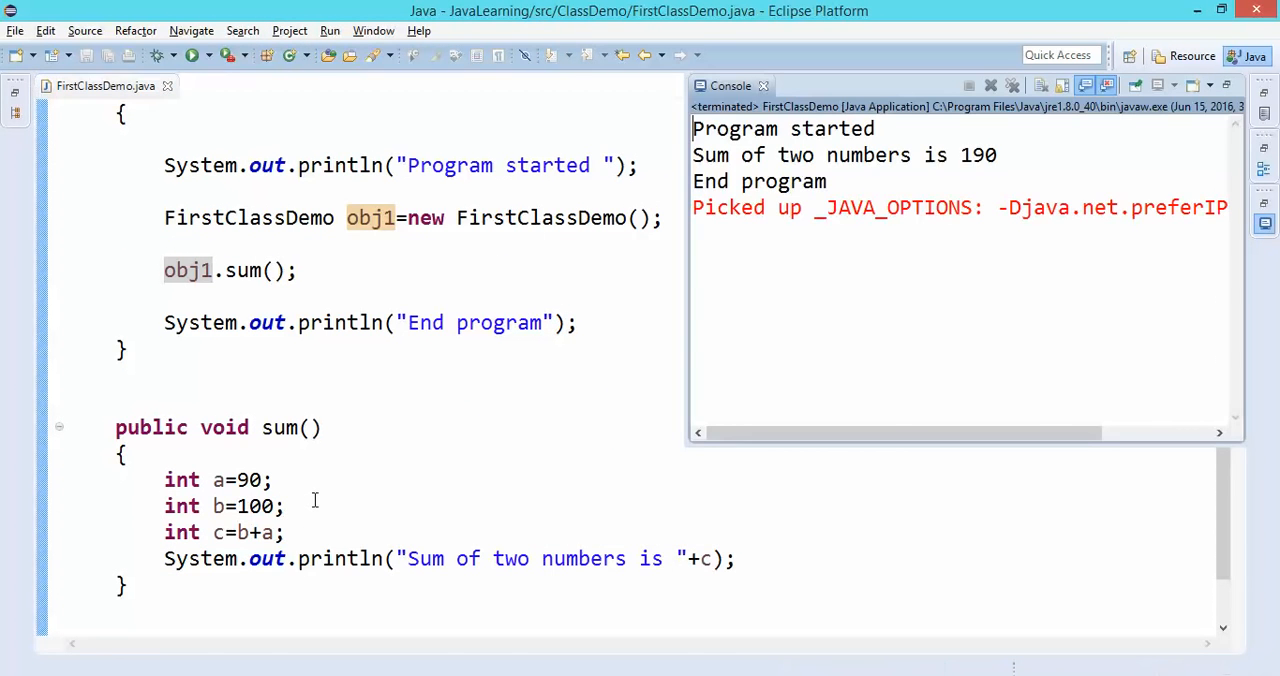 Java - JavaLearning/src/ClassDemo/FirstClassDemo.java - Eclipse Platform
File Edit Source Refactor Navigate Search Project Run Window Help
Quick Access
Resource
Java
FirstClassDemo.java
{
System.out.println("Program started ");
FirstClassDemo obj1=new FirstClassDemo();
obj1.sum();
System.out.println("End program");
}
public void sum()
{
int a=90;
int b=100;
int c=b+a;
System.out.println("Sum of two numbers is "+c);
}
Console
<terminated> FirstClassDemo [Java Application] C:\Program Files\Java\jre1.8.0_40\bin\javaw.exe (Jun 15, 2016, 3
Program started
Sum of two numbers is 190
End program
Picked up _JAVA_OPTIONS: -Djava.net.preferIP